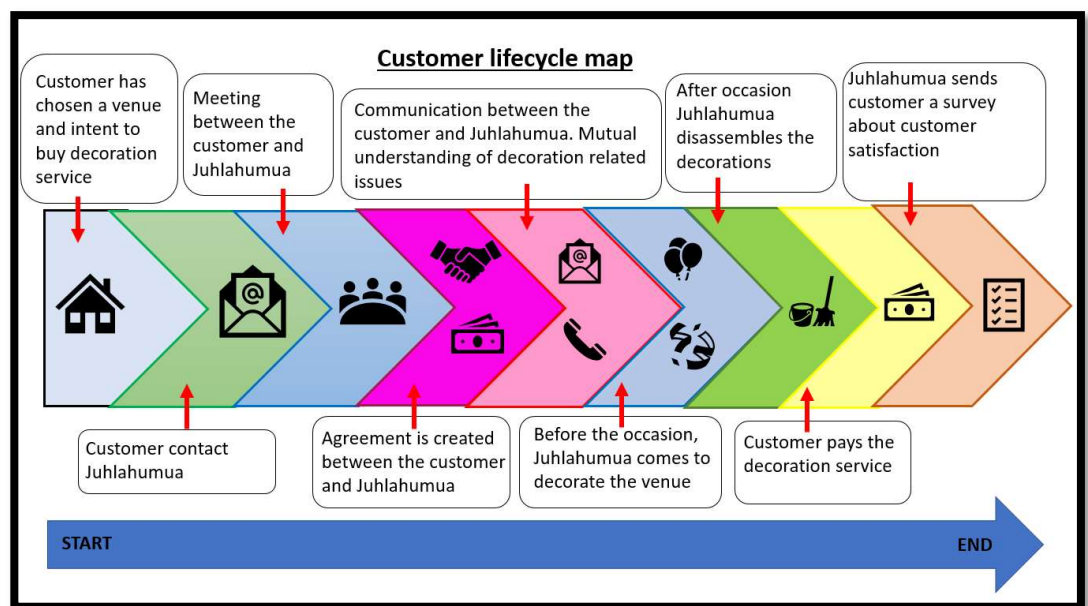 Customer lifecycle map
Customer has
chosen a venue
and intent to
buy decoration
service
Meeting
between the
customer and
Juhlahumua
Communication between the
customer and Juhlahumua. Mutual
understanding of decoration related
issues
After occasion
Juhlahumua
disassembles the
decorations
Juhlahumua sends
customer a survey
about customer
satisfaction
@
@
Customer contact
Juhlahumua
Agreement is created
between the customer
and Juhlahumua
Before the occasion,
Juhlahumua comes to
decorate the venue
Customer pays the
decoration service
START
END